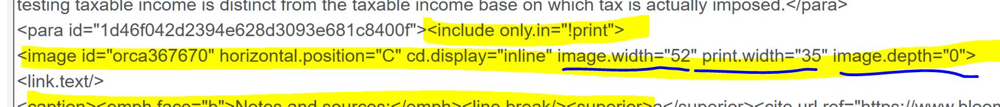 testing taxable income is distinct from the taxable income base on which tax is actually imposed.</para>
<para id="1d46f042d2394e628d3093e681c8400f"><include only.in="!print">
<image id="orca367670" horizontal.position="C" cd.display="inline" image.width="52" print.width="35" image.depth="0">
<link.text/>
<caption><emph face="b">Notes and sources:</emph><line.break/><superior>a</superior><cite.url ref="https://www.bloor